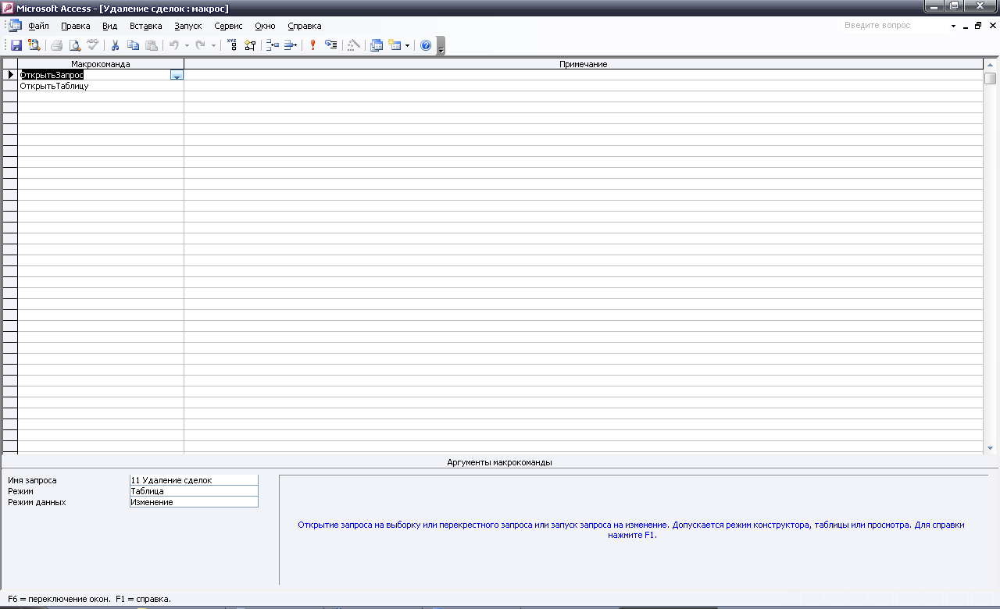 Microsoft Access - [Удаление сделок : макрос]
Файл Правка Вид Вставка Запуск Сервис Окно Справка Введите вопрос
Макрокоманда Примечание
ОткрытьЗапрос
ОткрытьТаблицу
Аргументы макрокоманды
Имя запроса 11 Удаление сделок
Режим Таблица
Режим данных Изменение
Открытие запроса на выборку или перекрестного запроса или запуск запроса на изменение. Допускается режим конструктора, таблицы или просмотра. Для справки
нажмите F1.
F6 = переключение окон. F1 = справка.